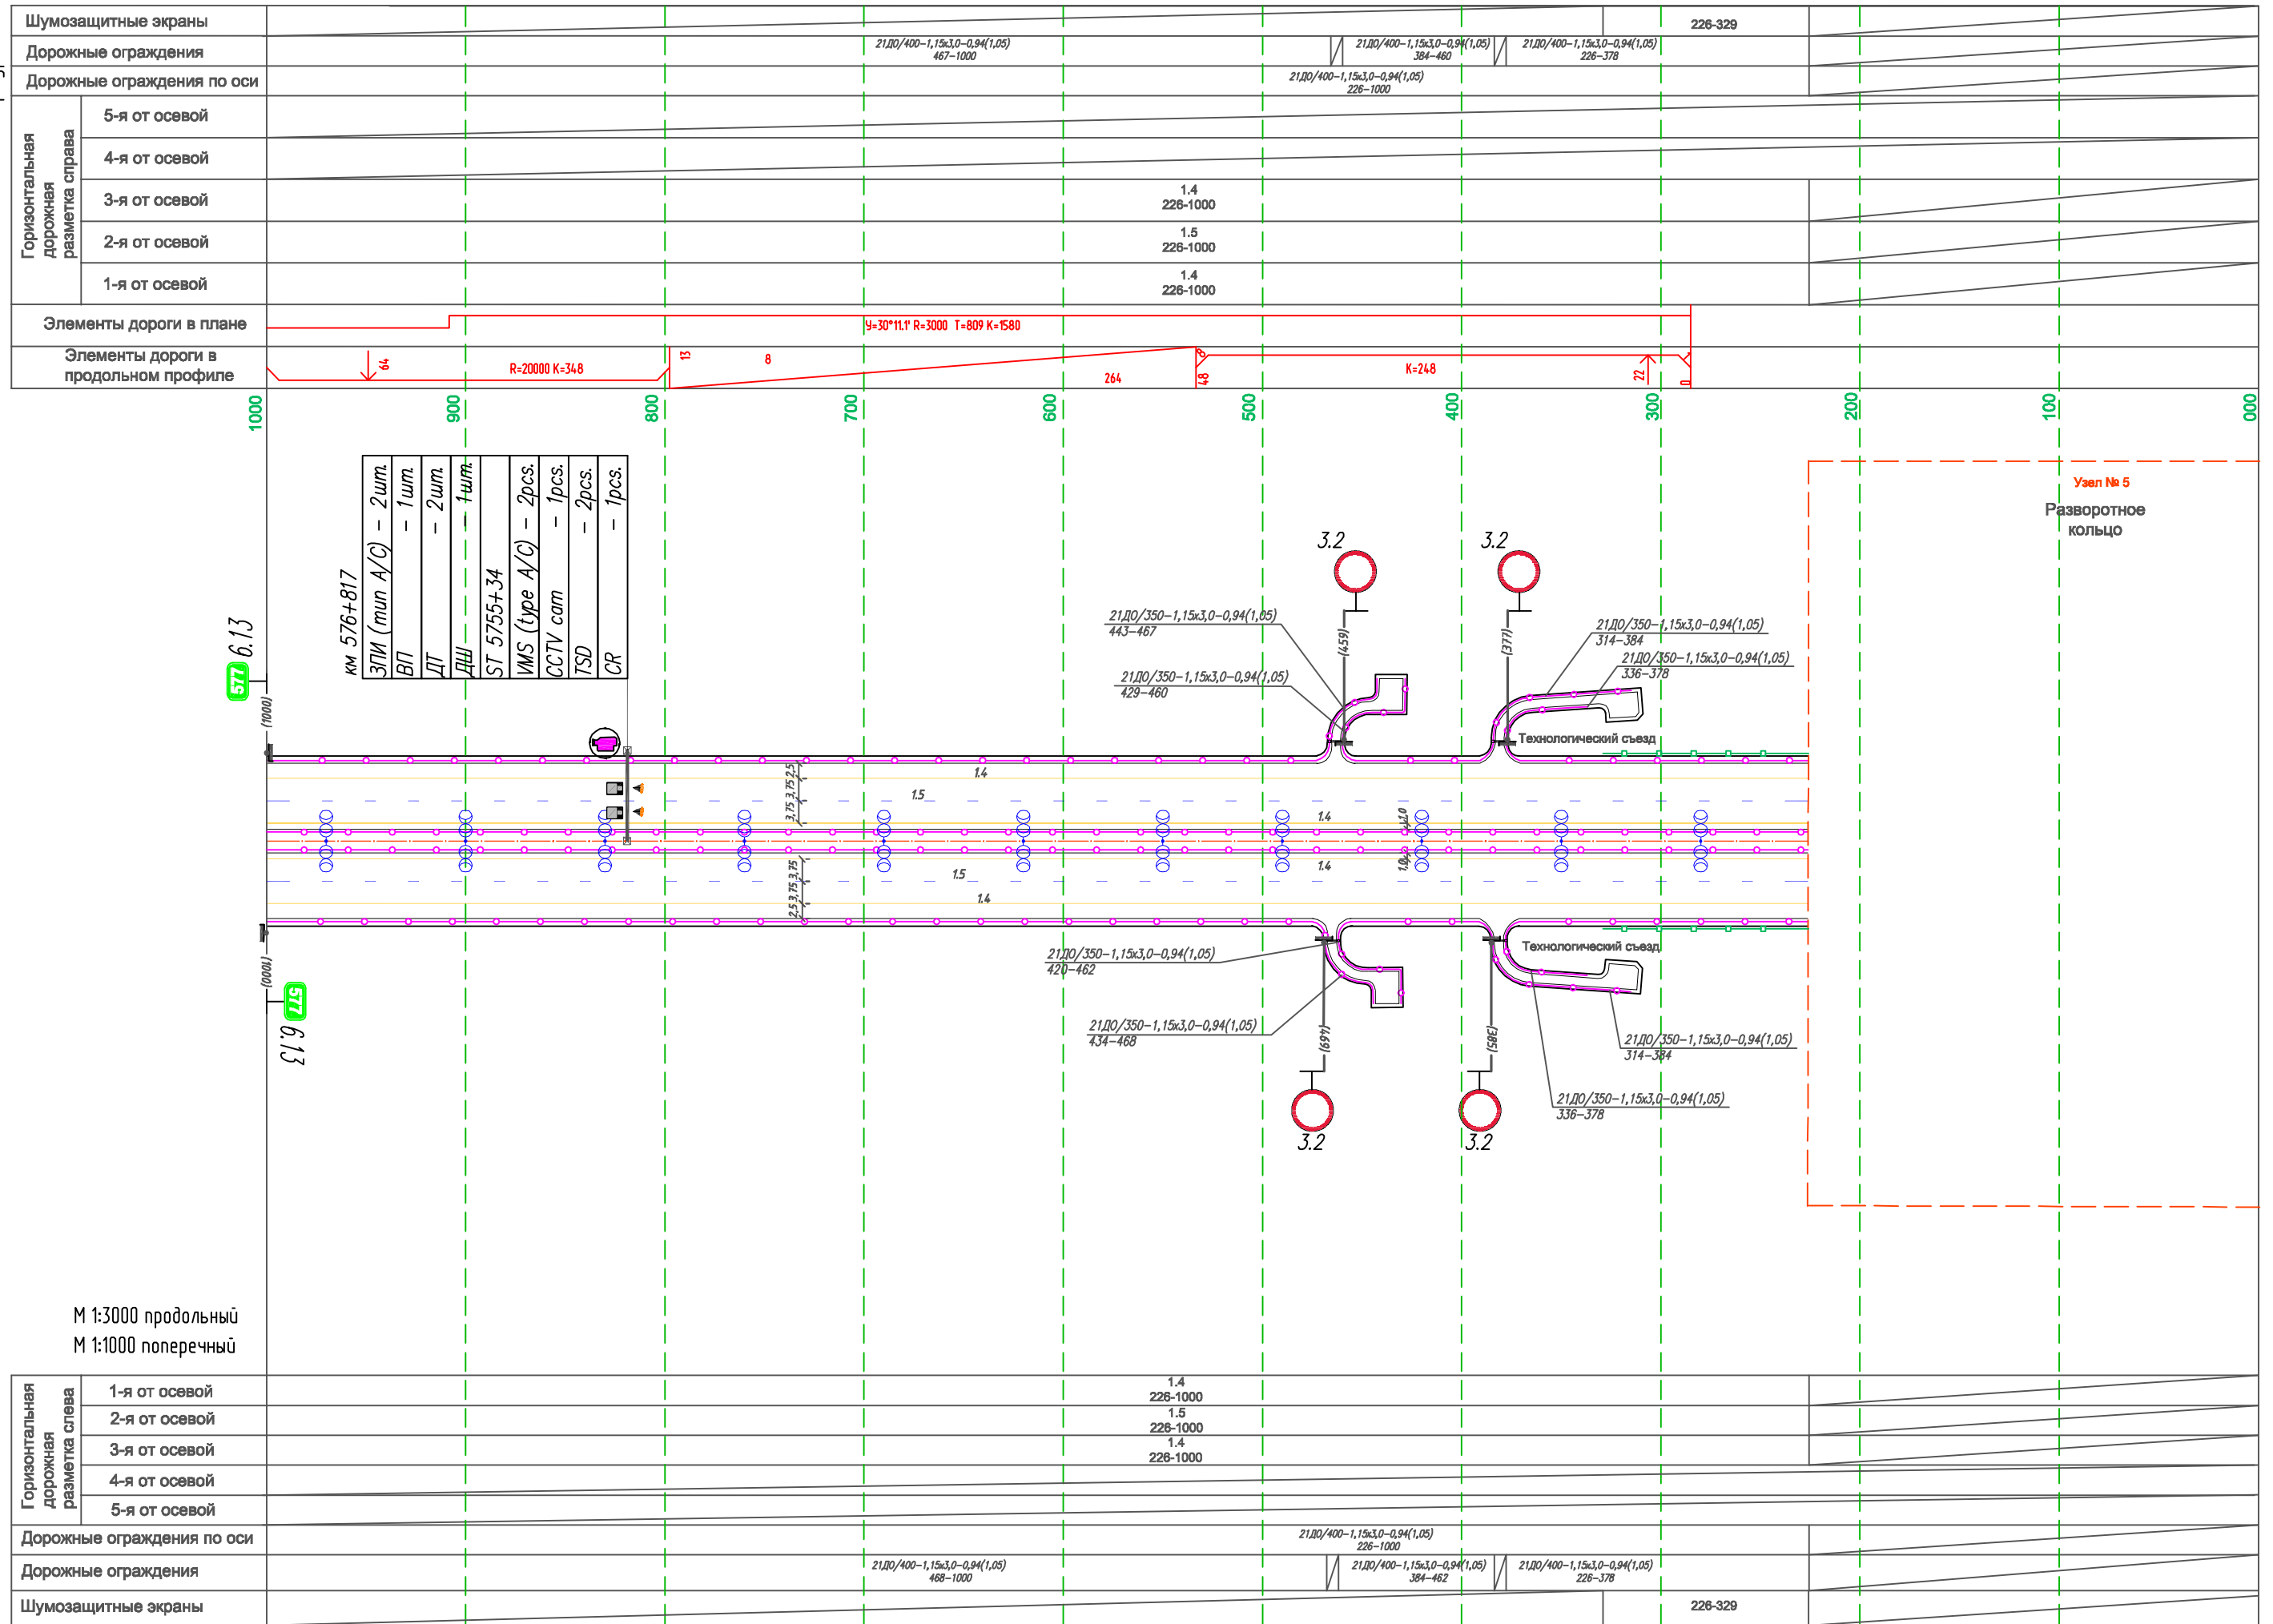 Шумозащитные экраны
226-329
Дорожные ограждения
21ДО/400-1,15х3,0-0,94(1,05)
467-1000
21ДО/400-1,15х3,0-0,94(1,05)
384-460
21ДО/400-1,15х3,0-0,94(1,05)
226-378
Дорожные ограждения по оси
21ДО/400-1,15х3,0-0,94(1,05)
226-1000
Горизонтальная
дорожная
разметка справа
5-я от осевой
4-я от осевой
3-я от осевой
1.4
226-1000
2-я от осевой
1.5
226-1000
1-я от осевой
1.4
226-1000
Элементы дороги в плане
У=30°11.1' R=3000 Т=809 К=1580
Элементы дороги в
продольном профиле
64
R=20000 К=348
13
8
264
8
48
К=248
22
0
1000
900
800
700
600
500
400
300
200
100
000
км 576+817
ЗПИ (тип А/С) - 2шт.
ВП - 1шт.
ДТ - 2шт.
ДШ - 1шт.
ST 5755+34
VMS (type A/C) - 2pcs.
CCTV cam - 1pcs.
TSD - 2pcs.
CR - 1pcs.
Узел № 5
Разворотное
кольцо
3.2
3.2
6.13
577
(1000)
21ДО/350-1,15х3,0-0,94(1,05)
443-467
(459)
(377)
21ДО/350-1,15х3,0-0,94(1,05)
314-384
21ДО/350-1,15х3,0-0,94(1,05)
336-378
21ДО/350-1,15х3,0-0,94(1,05)
429-460
Технологический съезд
3,75 3,75 2,5
1.4
1.5
1.4
1,0
1.4
1,0
1.5
1.4
2,5 3,75 3,75
Технологический съезд
21ДО/350-1,15х3,0-0,94(1,05)
420-462
(1000)
577
6.13
21ДО/350-1,15х3,0-0,94(1,05)
434-468
(469)
(385)
21ДО/350-1,15х3,0-0,94(1,05)
314-384
21ДО/350-1,15х3,0-0,94(1,05)
336-378
3.2
3.2
М 1:3000 продольный
М 1:1000 поперечный
Горизонтальная
дорожная
разметка слева
1-я от осевой
1.4
226-1000
2-я от осевой
1.5
226-1000
3-я от осевой
1.4
226-1000
4-я от осевой
5-я от осевой
Дорожные ограждения по оси
21ДО/400-1,15х3,0-0,94(1,05)
226-1000
Дорожные ограждения
21ДО/400-1,15х3,0-0,94(1,05)
468-1000
21ДО/400-1,15х3,0-0,94(1,05)
384-462
21ДО/400-1,15х3,0-0,94(1,05)
226-378
Шумозащитные экраны
226-329